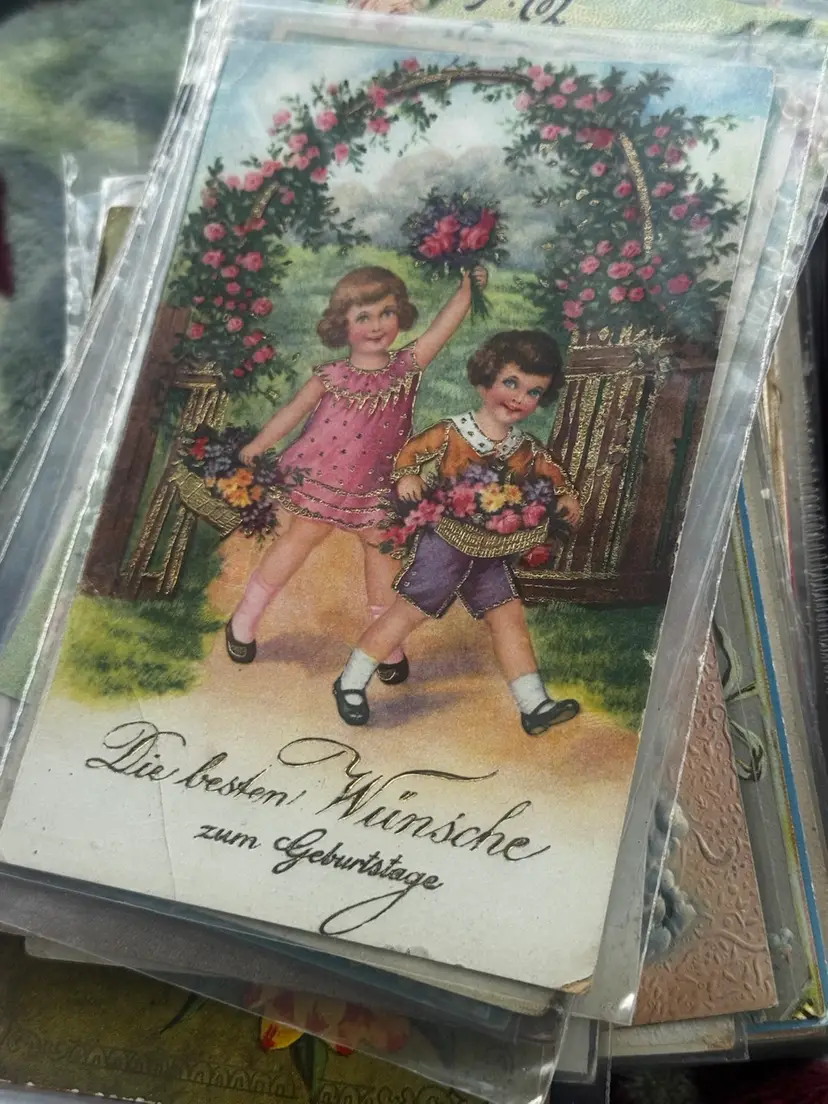 Die besten Wünsche
zum Geburtstage